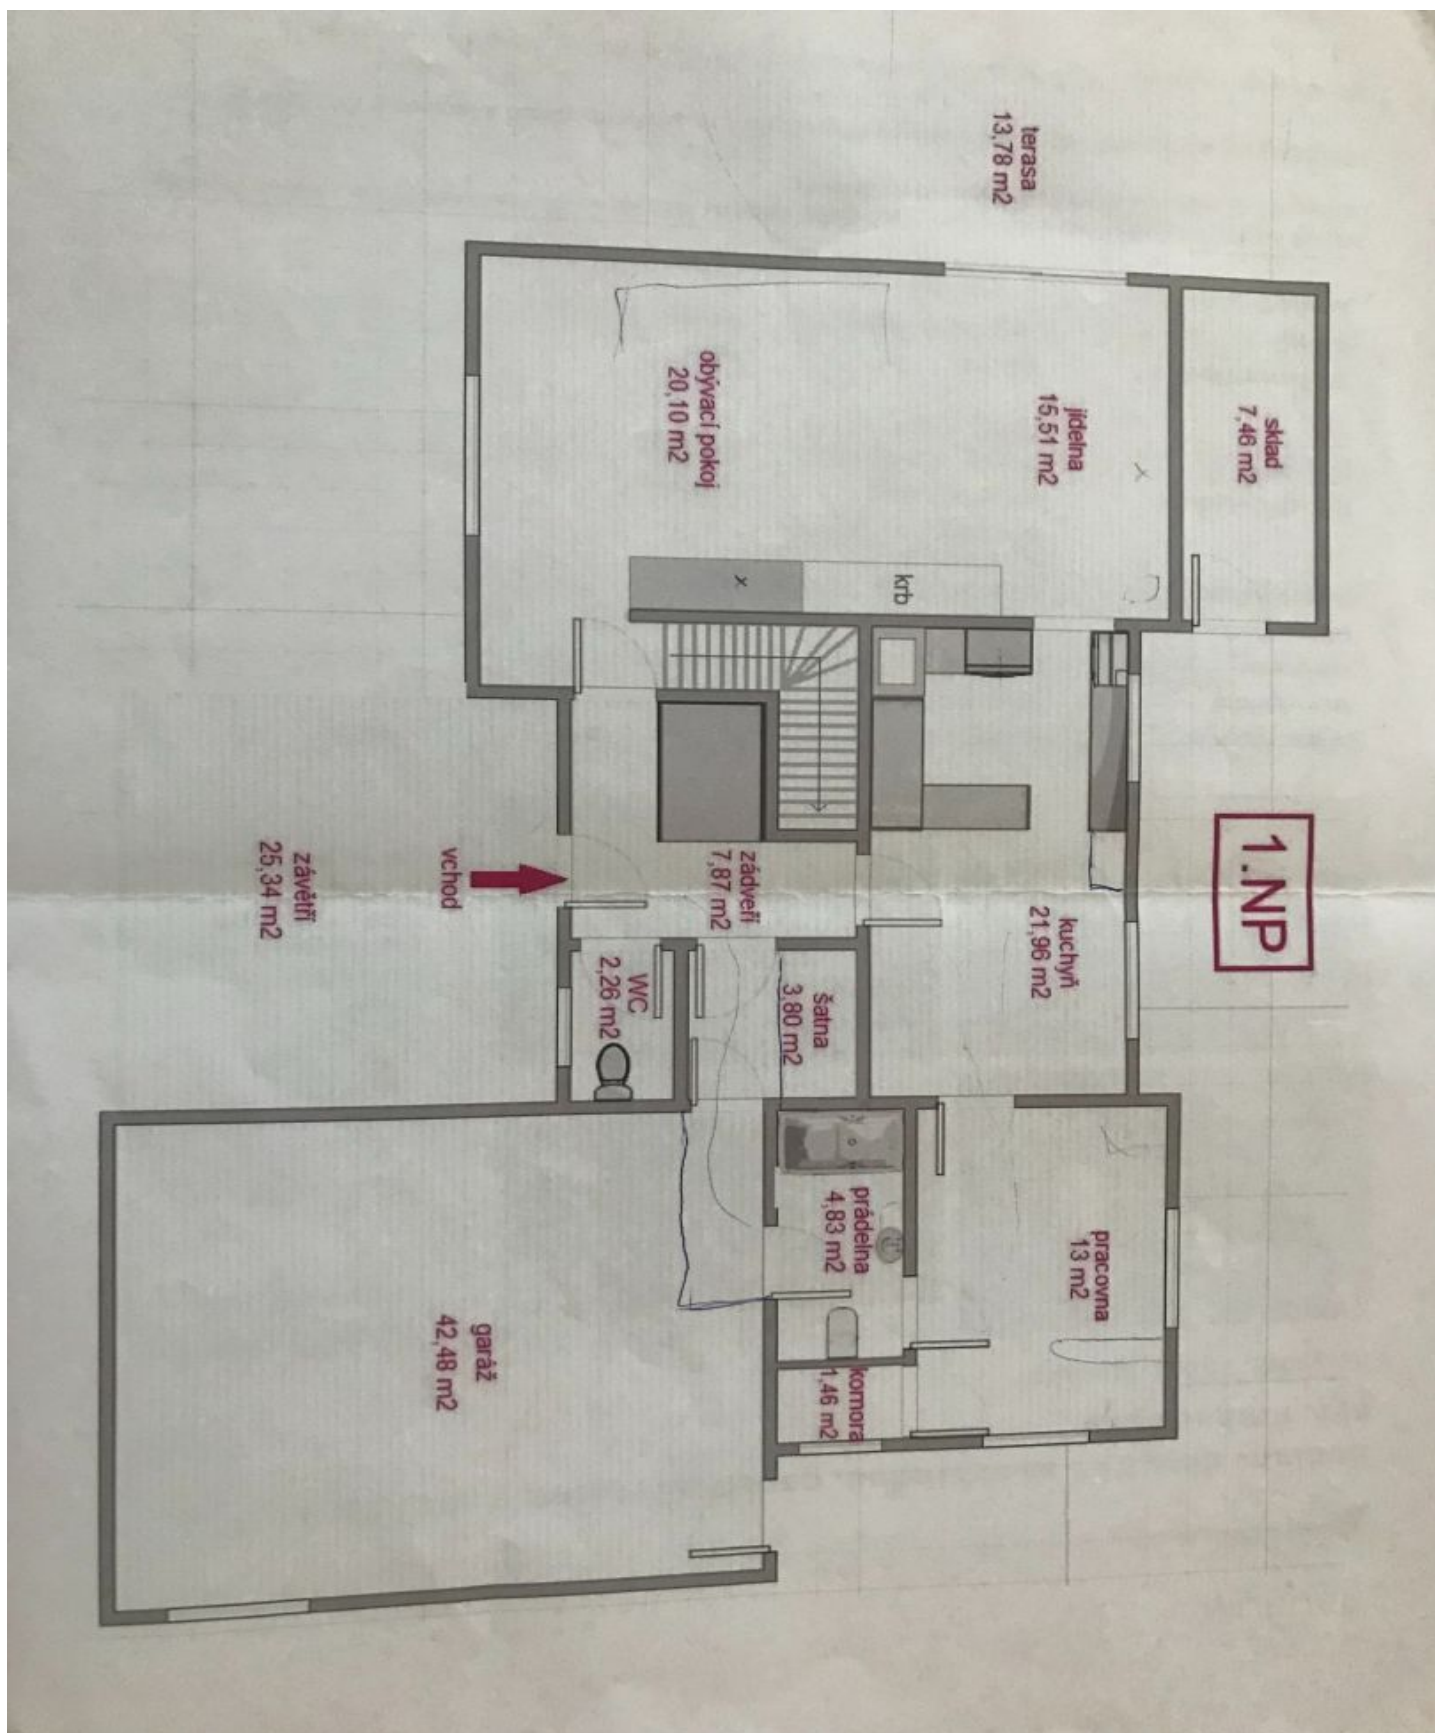 1.NP
sklad
7,46 m2
kuchyň
21,96 m2
pracovna
13 m2
terasa
13,78 m2
jídelna
15,51 m2
krb
x
x
obývací pokoj
20,10 m2
zádveří
7,87 m2
šatna
3,80 m2
prádelna
4,83 m2
komora
1,46 m2
WC
2,26 m2
vchod
garáž
42,48 m2
závětří
25,34 m2